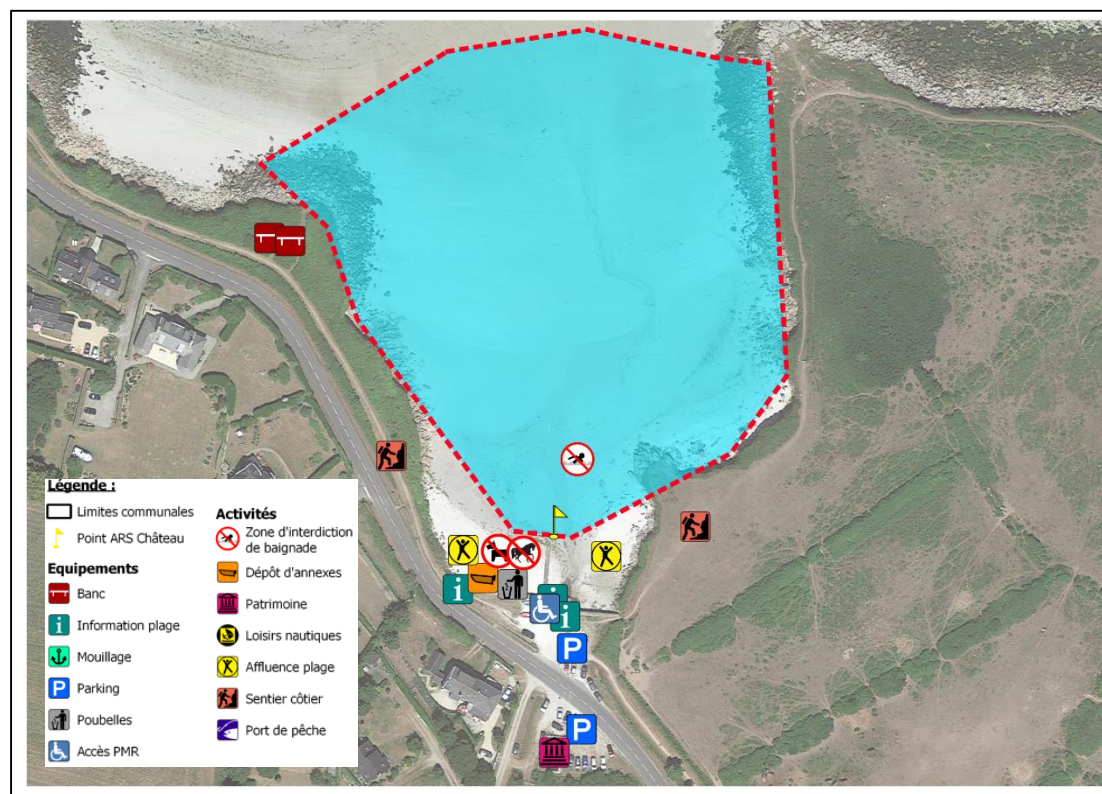 Légende :
Limites communales
Point ARS Château
Equipements
Banc
i Information plage
Mouillage
P Parking
Poubelles
Accès PMR
Activités
Zone d'interdiction
de baignade
Dépôt d'annexes
Patrimoine
Loisirs nautiques
Affluence plage
Sentier côtier
Port de pêche
i
i
i
P
P